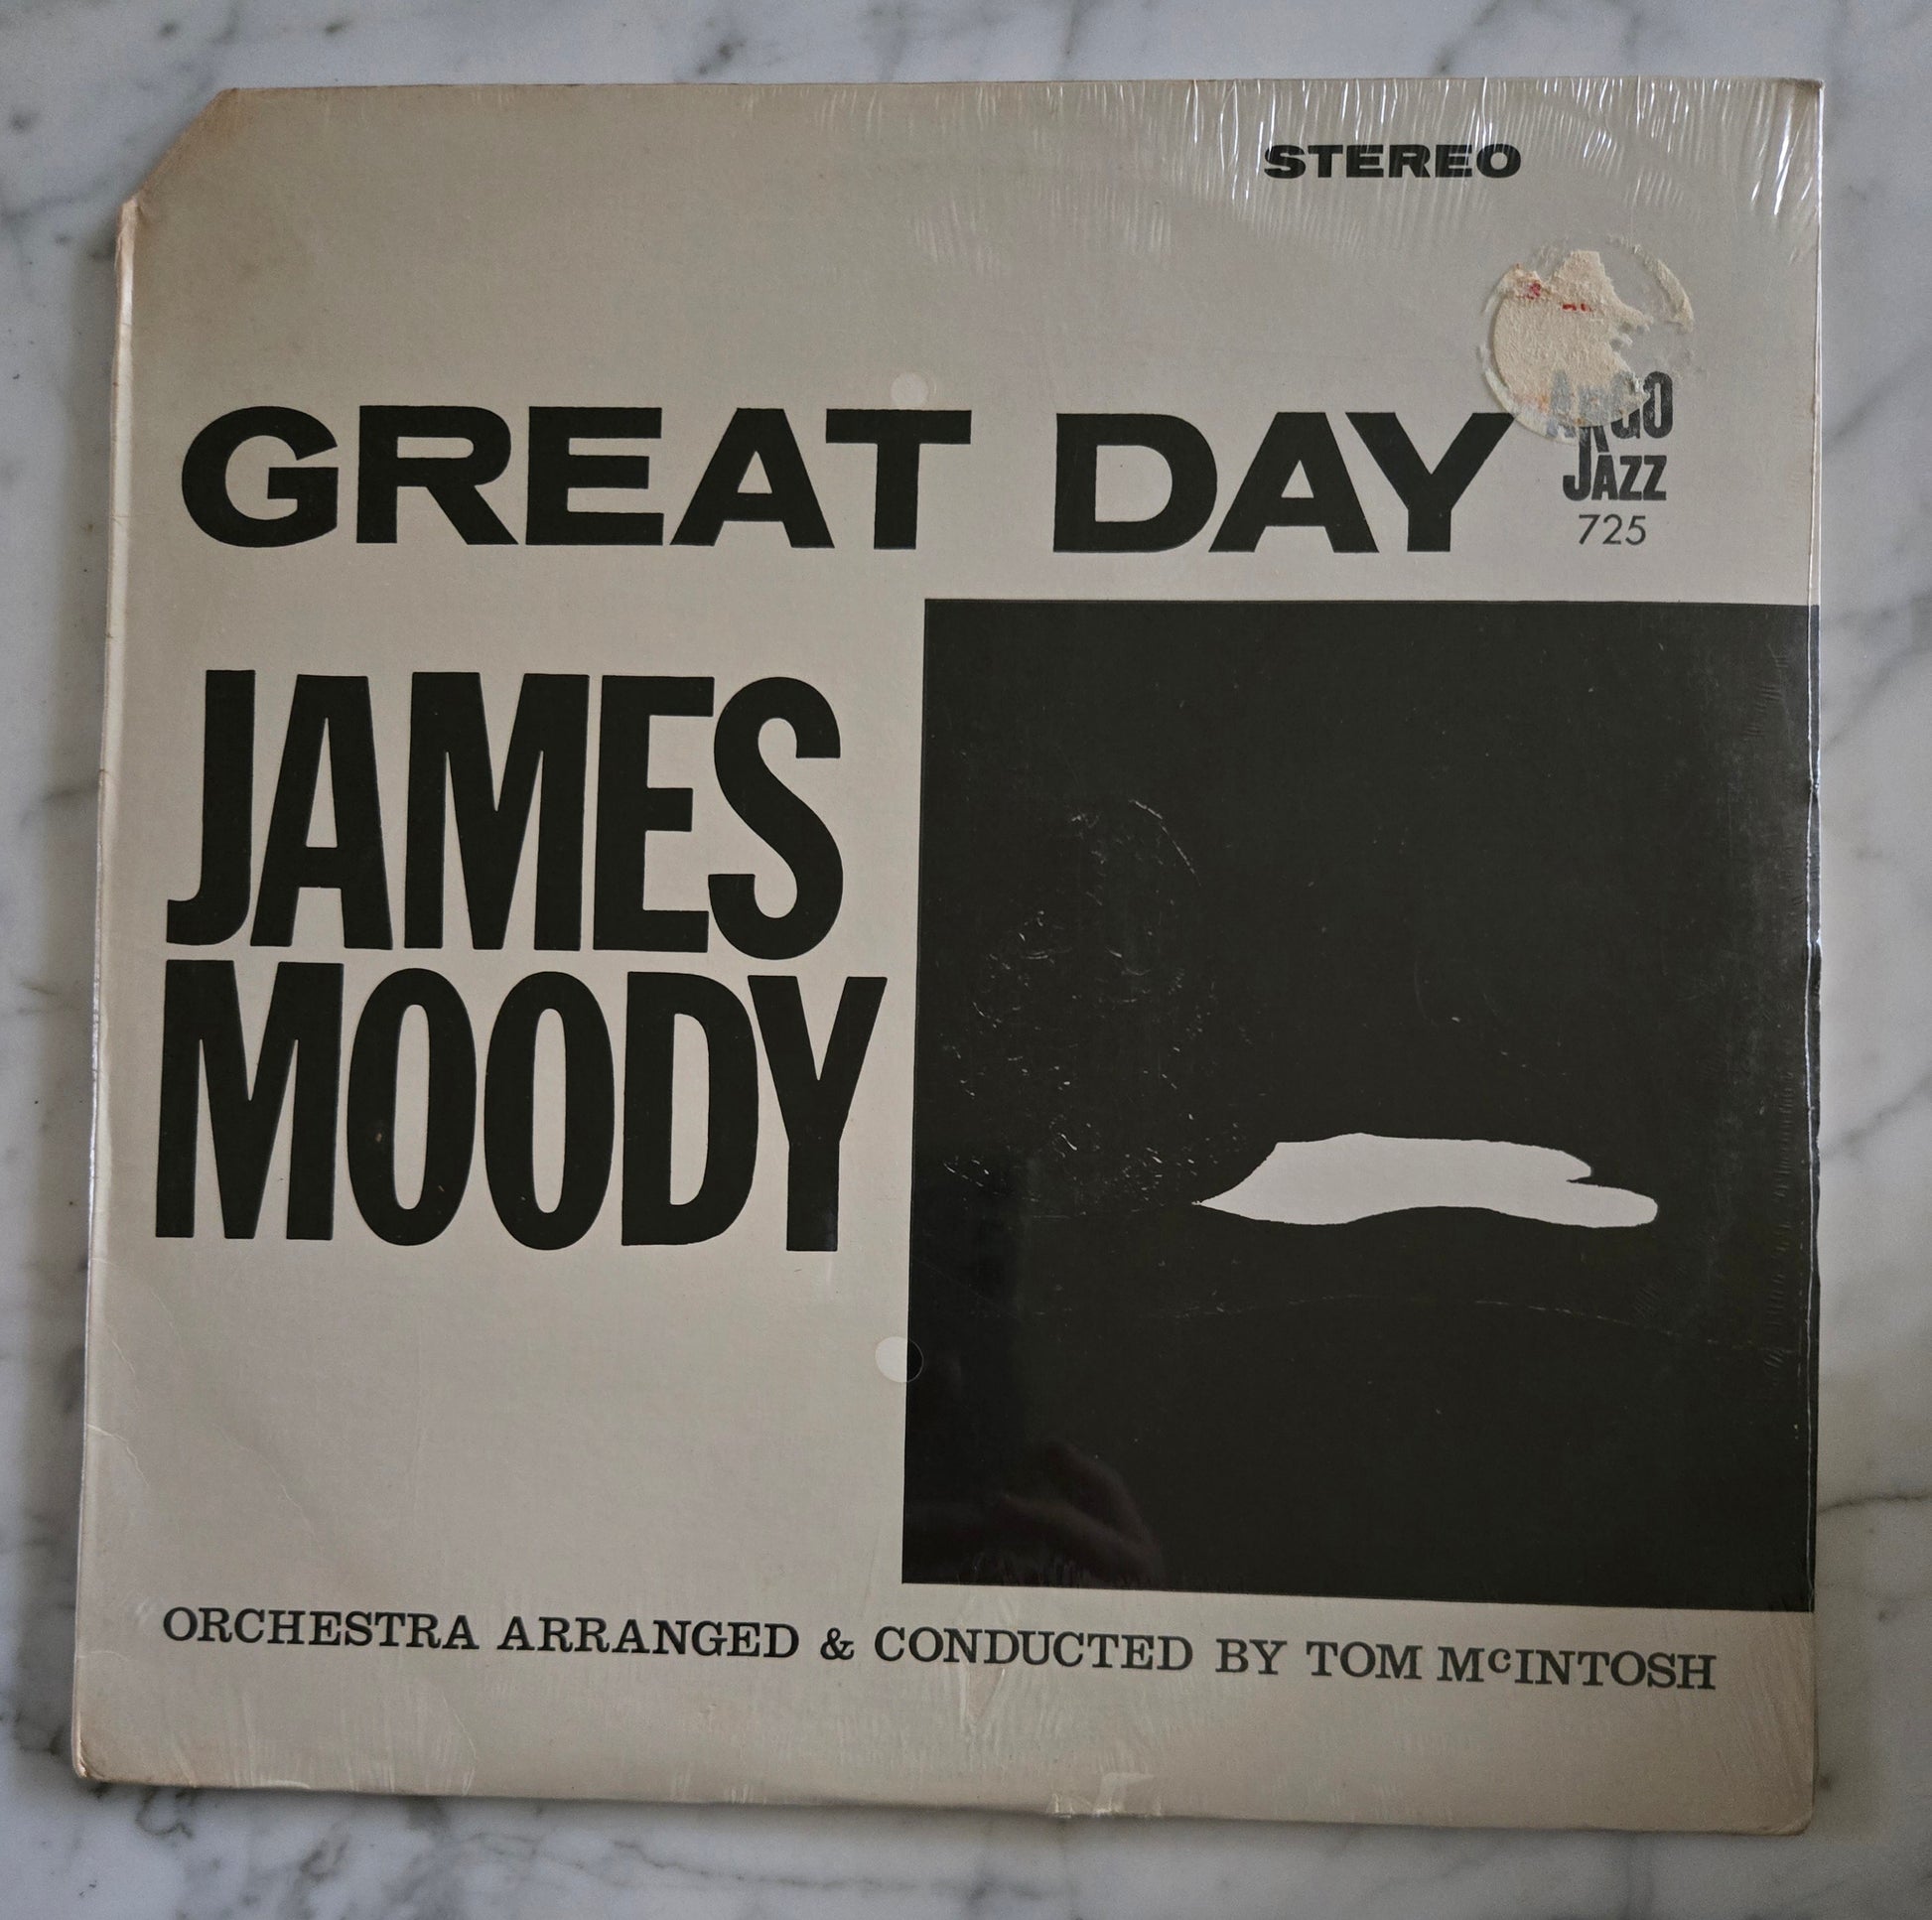 STEREO
GREAT DAY
ARGO
JAZZ
725
JAMES
MOODY
ORCHESTRA ARRANGED & CONDUCTED BY TOM McINTOSH